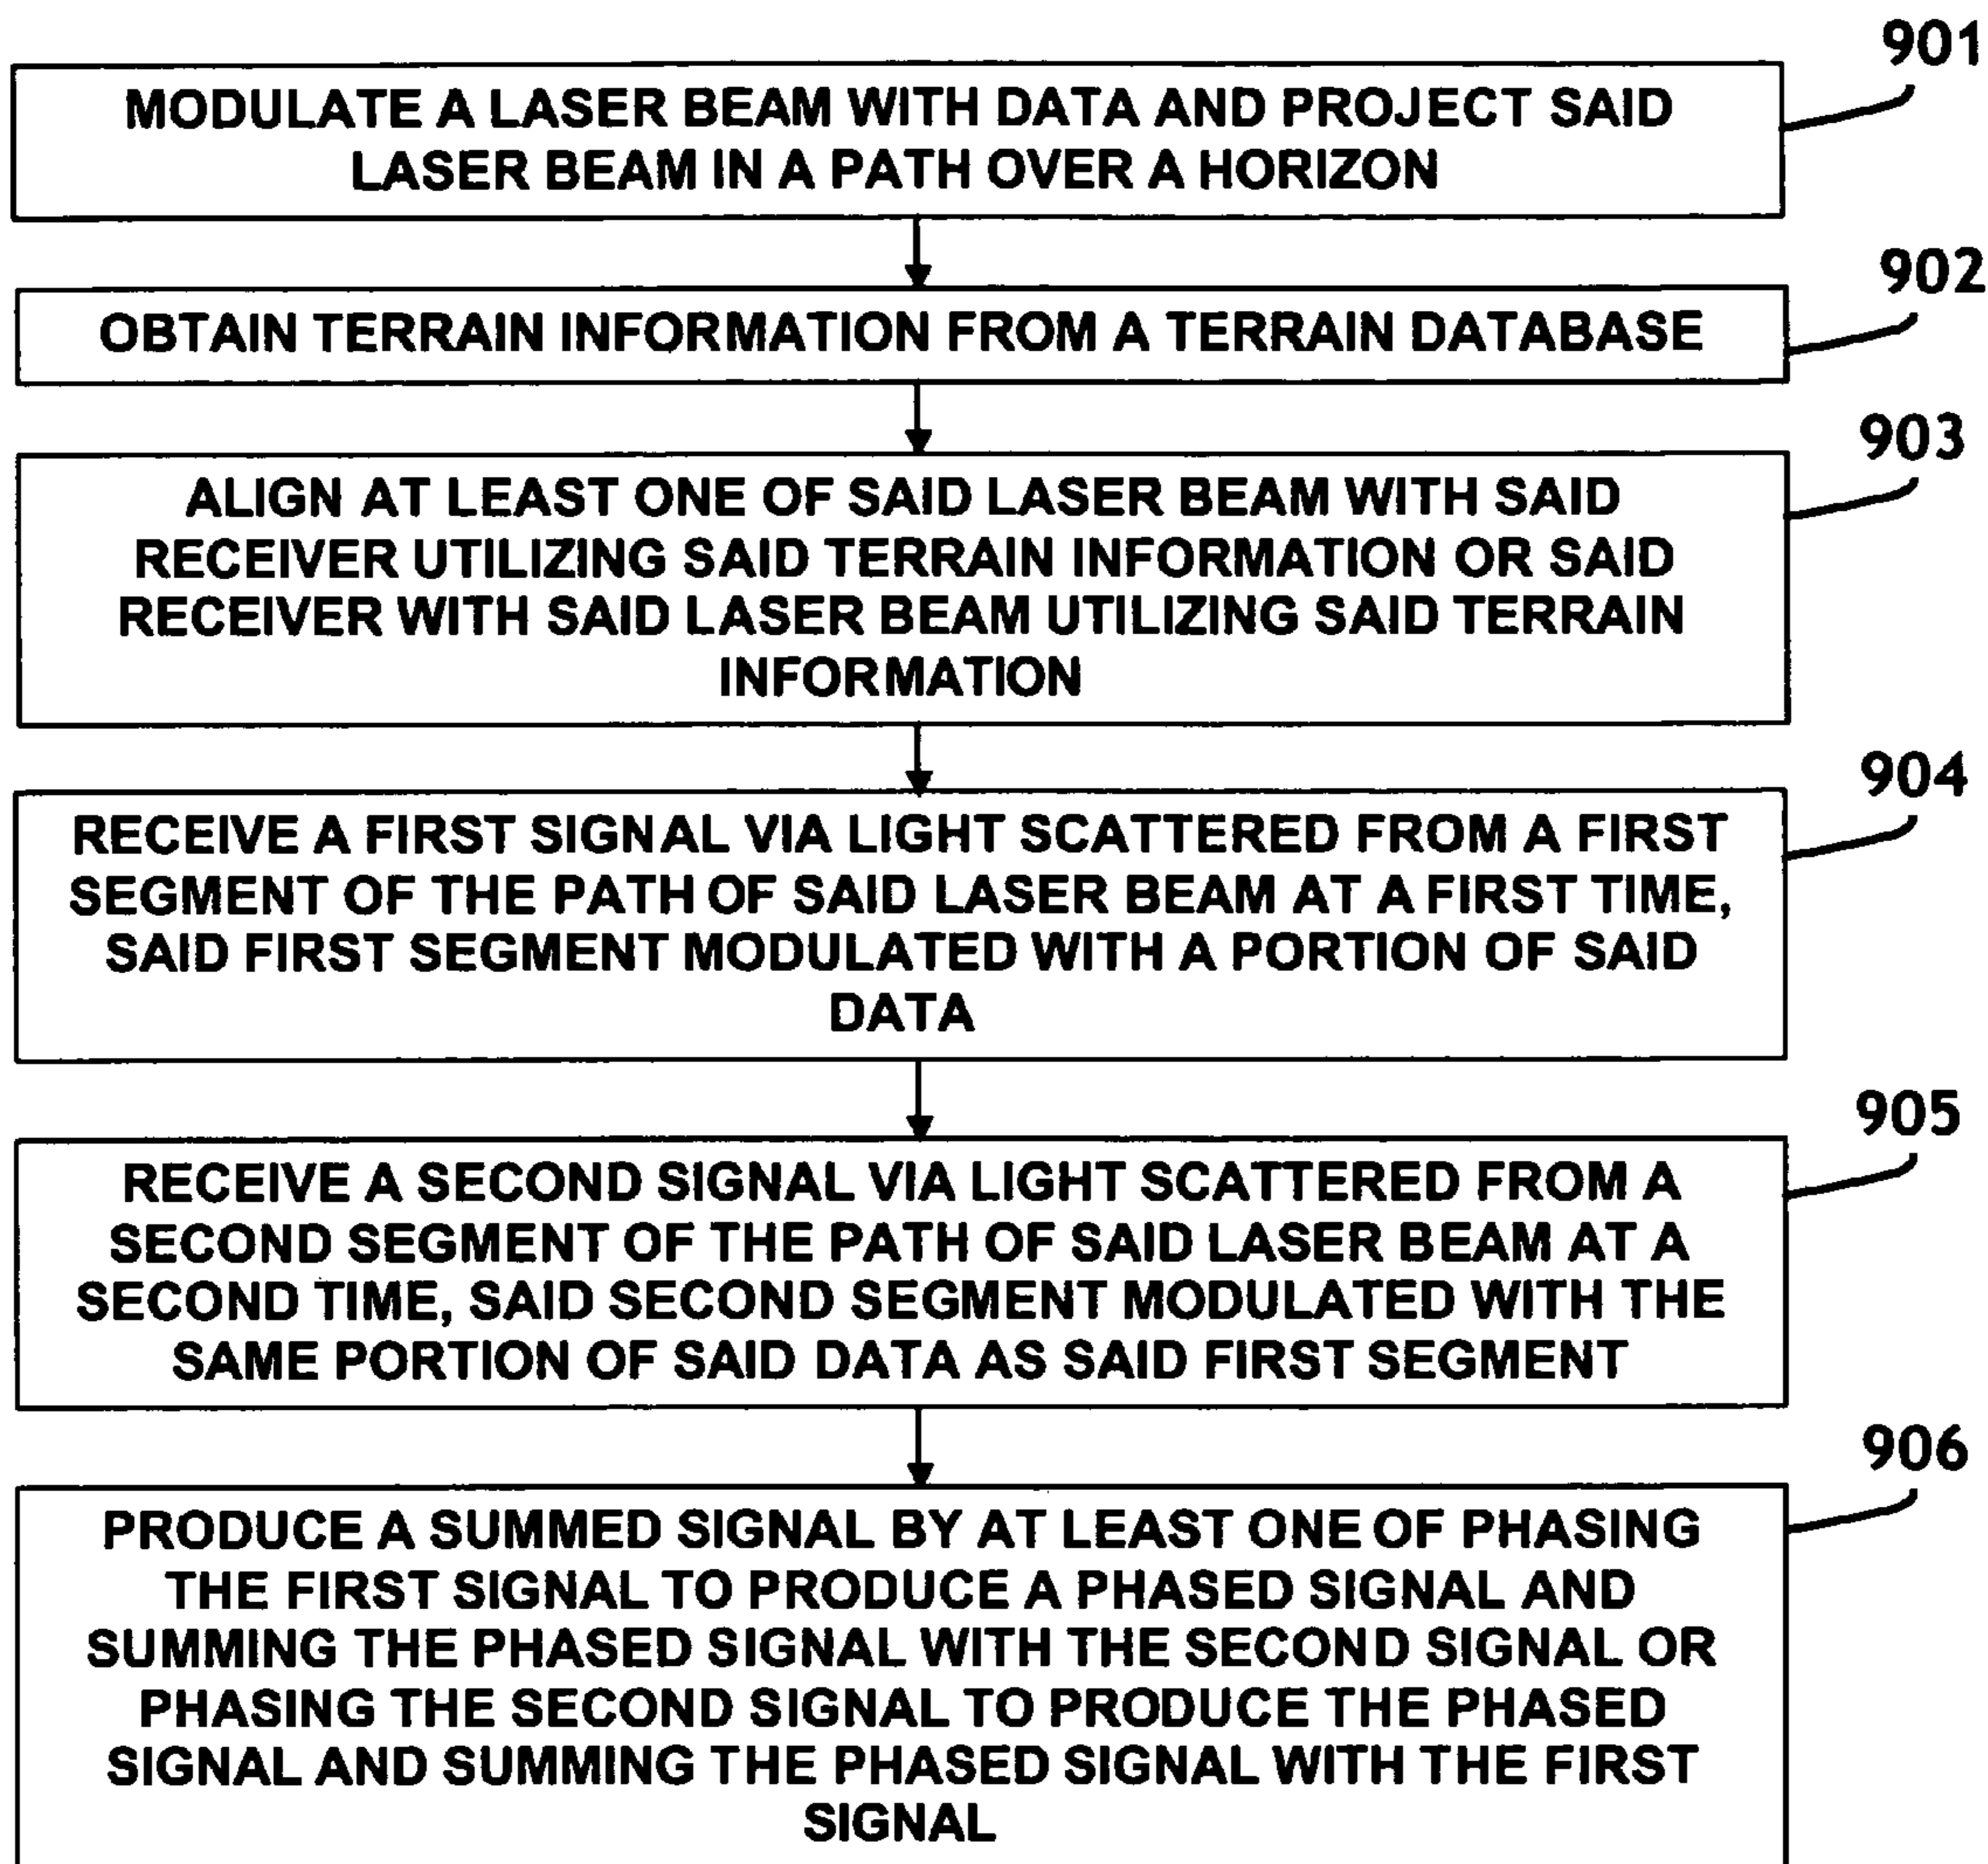 901
MODULATE A LASER BEAM WITH DATA AND PROJECT SAID
LASER BEAM IN A PATH OVER A HORIZON
902
OBTAIN TERRAIN INFORMATION FROM A TERRAIN DATABASE
903
ALIGN AT LEAST ONE OF SAID LASER BEAM WITH SAID
RECEIVER UTILIZING SAID TERRAIN INFORMATION OR SAID
RECEIVER WITH SAID LASER BEAM UTILIZING SAID TERRAIN
INFORMATION
904
RECEIVE A FIRST SIGNAL VIA LIGHT SCATTERED FROM A FIRST
SEGMENT OF THE PATH OF SAID LASER BEAM AT A FIRST TIME,
SAID FIRST SEGMENT MODULATED WITH A PORTION OF SAID
DATA
905
RECEIVE A SECOND SIGNAL VIA LIGHT SCATTERED FROM A
SECOND SEGMENT OF THE PATH OF SAID LASER BEAM AT A
SECOND TIME, SAID SECOND SEGMENT MODULATED WITH THE
SAME PORTION OF SAID DATA AS SAID FIRST SEGMENT
906
PRODUCE A SUMMED SIGNAL BY AT LEAST ONE OF PHASING
THE FIRST SIGNAL TO PRODUCE A PHASED SIGNAL AND
SUMMING THE PHASED SIGNAL WITH THE SECOND SIGNAL OR
PHASING THE SECOND SIGNAL TO PRODUCE THE PHASED
SIGNAL AND SUMMING THE PHASED SIGNAL WITH THE FIRST
SIGNAL